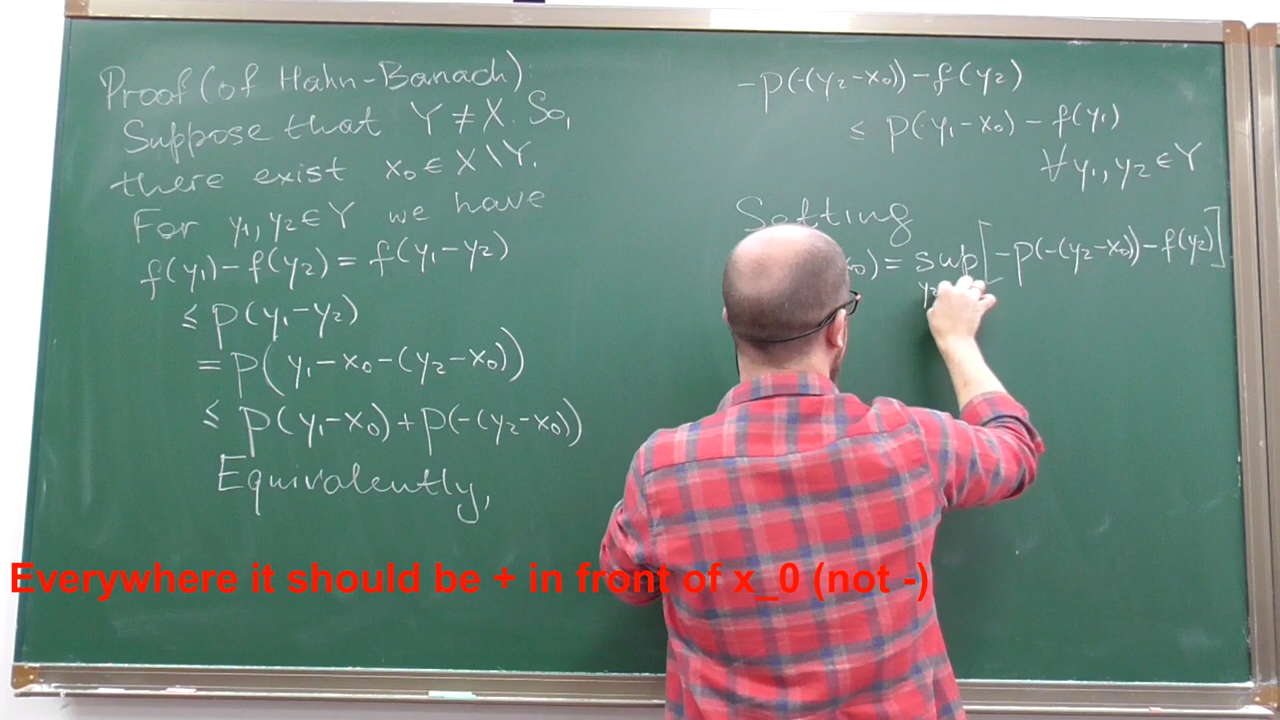 Proof (of Hahn-Banach):
Suppose that Y ≠ X. So,
there exist x₀ ∈ X \ Y.
For y₁, y₂ ∈ Y we have
f(y₁) - f(y₂) = f(y₁ - y₂)
≤ p(y₁ - y₂)
= p(y₁ - x₀ - (y₂ - x₀))
≤ p(y₁ - x₀) + p(-(y₂ - x₀))
Equivalently,
-p(-(y₂ - x₀)) - f(y₂)
≤ p(y₁ - x₀) - f(y₁)
∀ y₁, y₂ ∈ Y
Setting
₀) = sup [-p(-(y₂ - x₀)) - f(y₂)]
Everywhere it should be + in front of x_0 (not -)